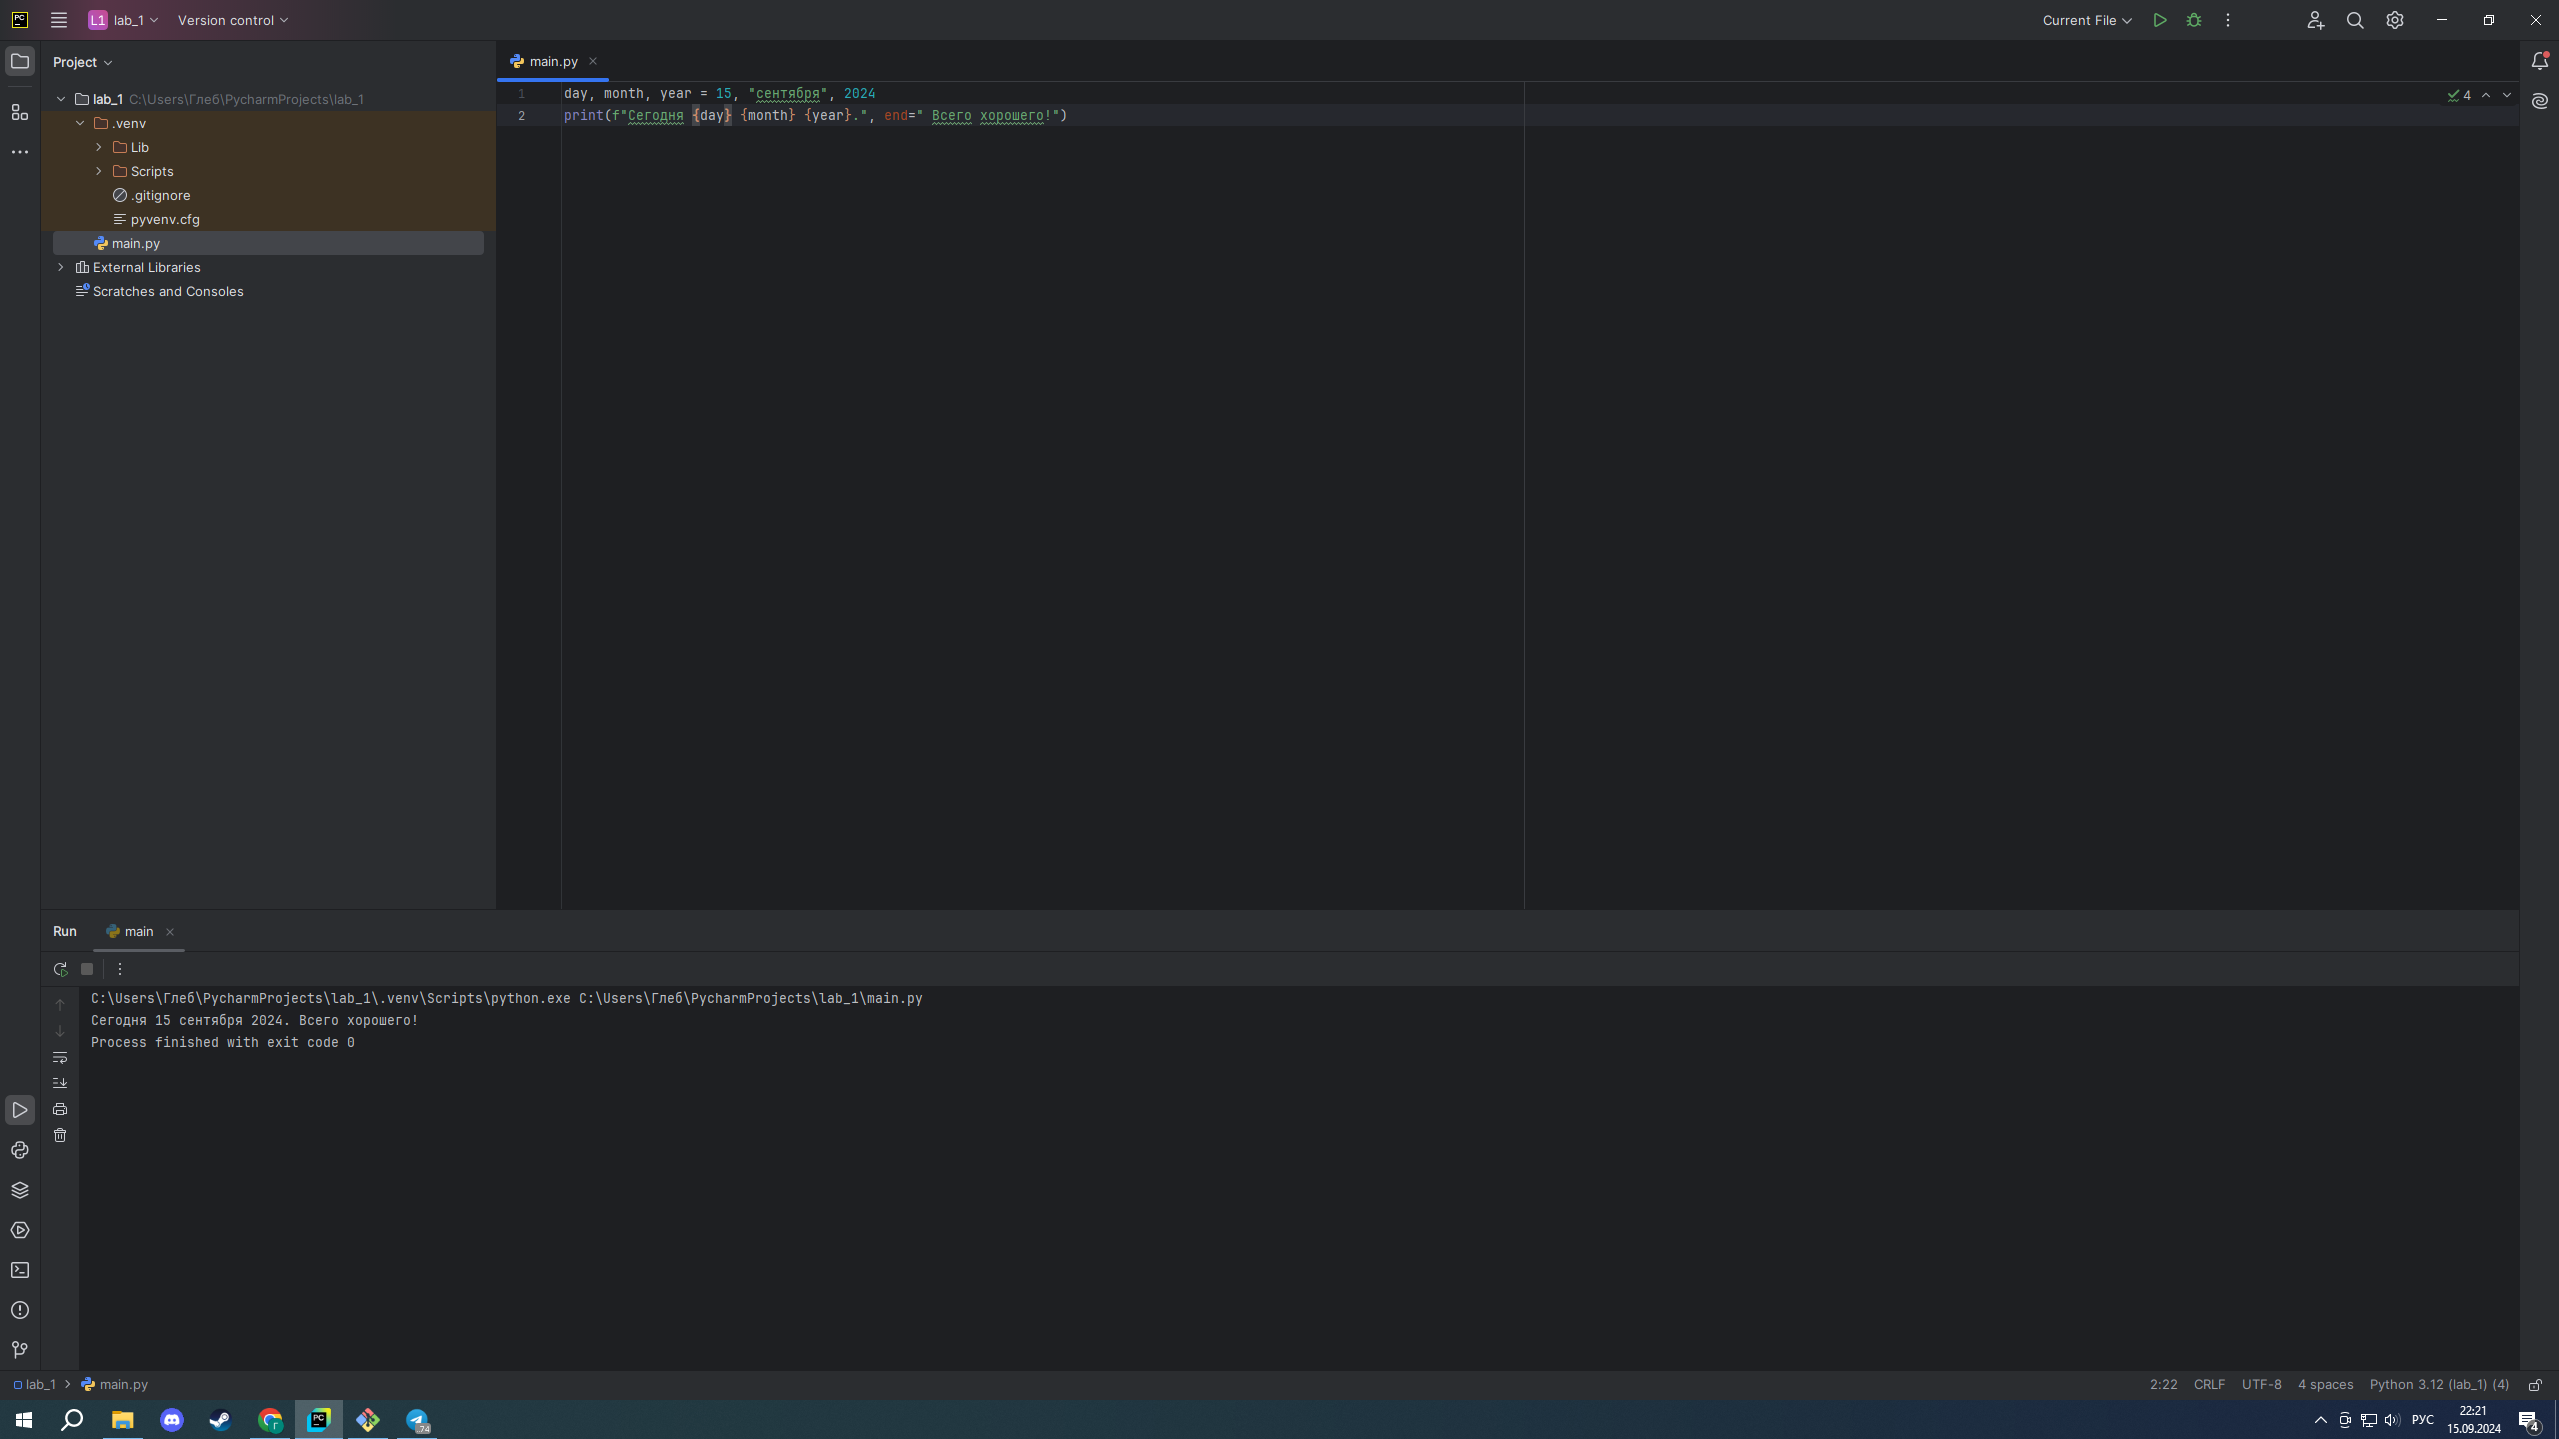 PC
L1 lab_1
Version control
Current File
Project
main.py
lab_1 C:\Users\Глеб\PycharmProjects\lab_1
.venv
Lib
Scripts
.gitignore
pyvenv.cfg
main.py
External Libraries
Scratches and Consoles
1 day, month, year = 15, "сентября", 2024
2 print(f"Сегодня {day} {month} {year}.", end=" Всего хорошего!")
4
Run
main
C:\Users\Глеб\PycharmProjects\lab_1\.venv\Scripts\python.exe C:\Users\Глеб\PycharmProjects\lab_1\main.py
Сегодня 15 сентября 2024. Всего хорошего!
Process finished with exit code 0
lab_1
main.py
2:22 CRLF UTF-8 4 spaces Python 3.12 (lab_1) (4)
PC
74
РУС
22:21
15.09.2024
4